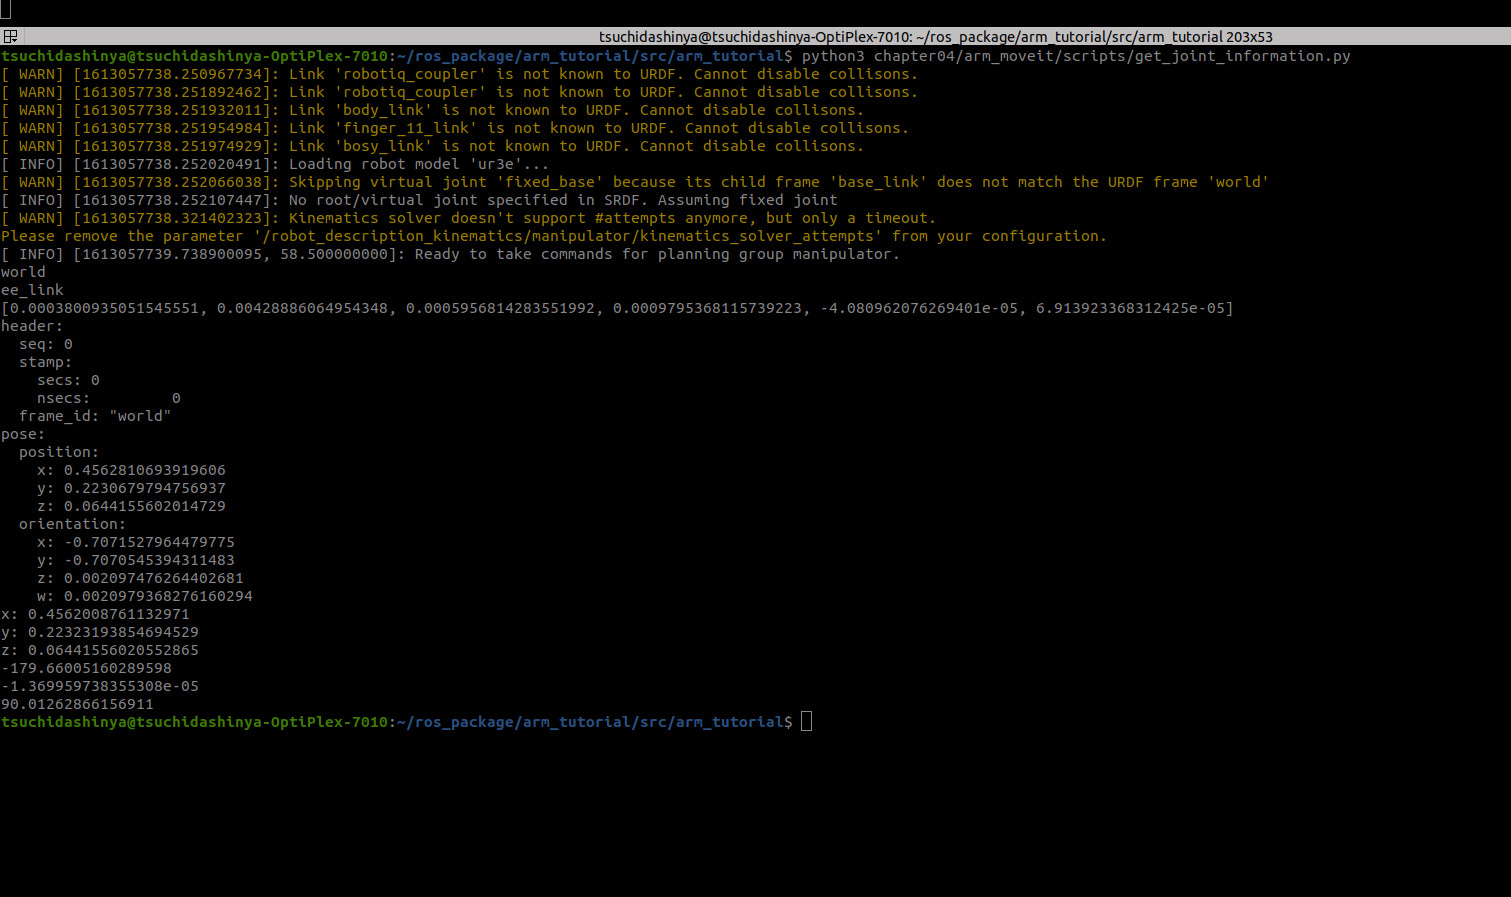 tsuchidashinya@tsuchidashinya-OptiPlex-7010: ~/ros_package/arm_tutorial/src/arm_tutorial 203x53
tsuchidashinya@tsuchidashinya-OptiPlex-7010:~/ros_package/arm_tutorial/src/arm_tutorial$ python3 chapter04/arm_moveit/scripts/get_joint_information.py
[ WARN] [1613057738.250967734]: Link 'robotiq_coupler' is not known to URDF. Cannot disable collisons.
[ WARN] [1613057738.251892462]: Link 'robotiq_coupler' is not known to URDF. Cannot disable collisons.
[ WARN] [1613057738.251932011]: Link 'body_link' is not known to URDF. Cannot disable collisons.
[ WARN] [1613057738.251954984]: Link 'finger_11_link' is not known to URDF. Cannot disable collisons.
[ WARN] [1613057738.251974929]: Link 'bosy_link' is not known to URDF. Cannot disable collisons.
[ INFO] [1613057738.252020491]: Loading robot model 'ur3e'...
[ WARN] [1613057738.252066038]: Skipping virtual joint 'fixed_base' because its child frame 'base_link' does not match the URDF frame 'world'
[ INFO] [1613057738.252107447]: No root/virtual joint specified in SRDF. Assuming fixed joint
[ WARN] [1613057738.321402323]: Kinematics solver doesn't support #attempts anymore, but only a timeout.
Please remove the parameter '/robot_description_kinematics/manipulator/kinematics_solver_attempts' from your configuration.
[ INFO] [1613057739.738900095, 58.500000000]: Ready to take commands for planning group manipulator.
world
ee_link
[0.0003800935051545551, 0.00428886064954348, 0.0005956814283551992, 0.0009795368115739223, -4.080962076269401e-05, 6.913923368312425e-05]
header:
  seq: 0
  stamp:
    secs: 0
    nsecs:         0
  frame_id: "world"
pose:
  position:
    x: 0.4562810693919606
    y: 0.2230679794756937
    z: 0.0644155602014729
  orientation:
    x: -0.7071527964479775
    y: -0.7070545394311483
    z: 0.002097476264402681
    w: 0.0020979368276160294
x: 0.4562008761132971
y: 0.22323193854694529
z: 0.06441556020552865
-179.66005160289598
-1.369959738355308e-05
90.01262866156911
tsuchidashinya@tsuchidashinya-OptiPlex-7010:~/ros_package/arm_tutorial/src/arm_tutorial$